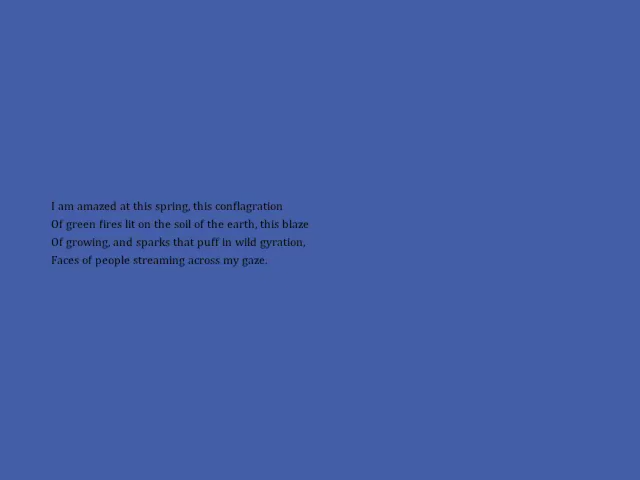 I am amazed at this spring, this conflagration
Of green fires lit on the soil of the earth, this blaze
Of growing, and sparks that puff in wild gyration,
Faces of people streaming across my gaze.